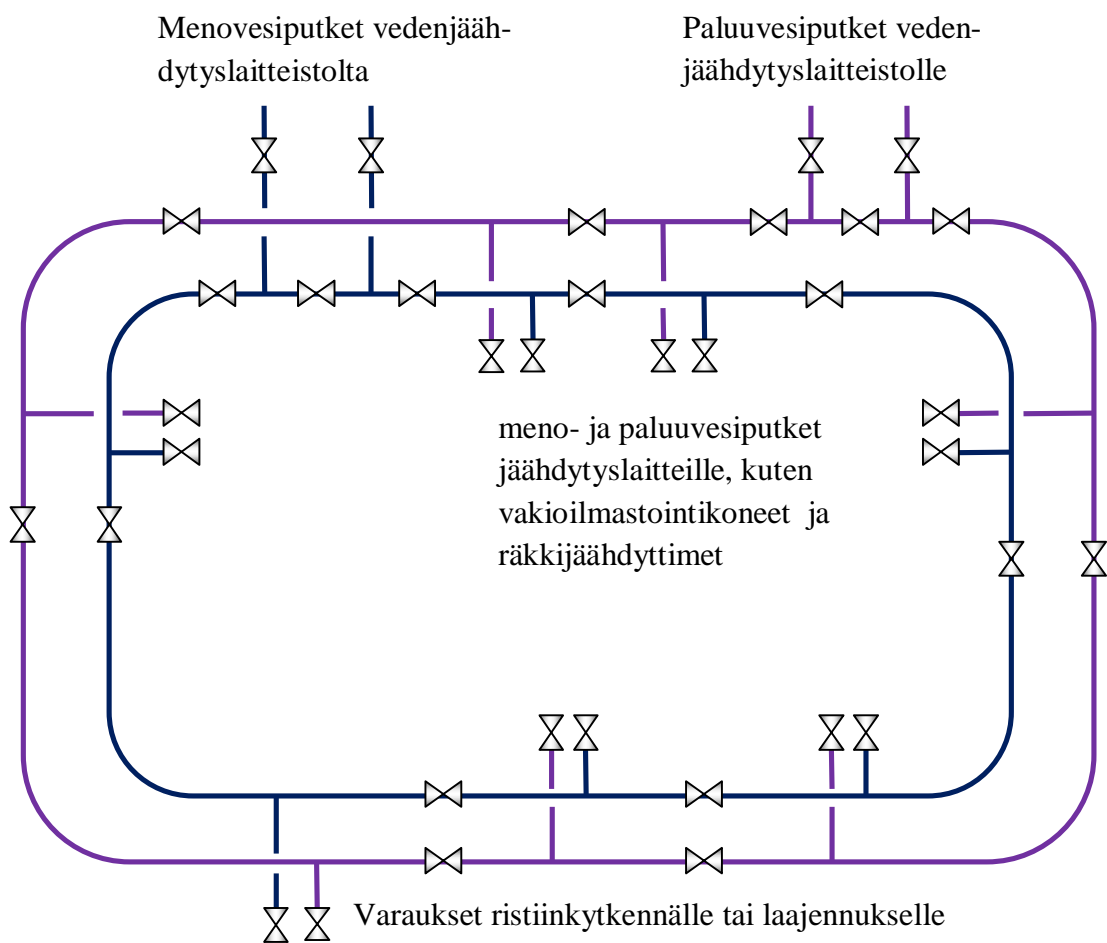 Menovesiputket vedenjääh-
dytyslaitteistolta
Paluuvesiputket veden-
jäähdytyslaitteistolle
meno- ja paluuvesiputket
jäähdytyslaitteille, kuten
vakioilmastointikoneet ja
räkkijäähdyttimet
Varaukset ristiinkytkennälle tai laajennukselle